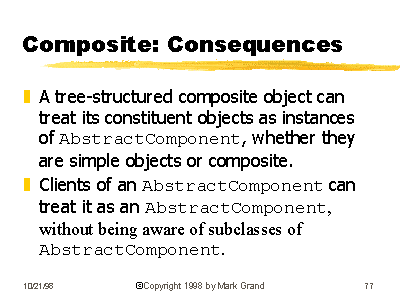 Composite: Consequences
A tree-structured composite object can
treat its constituent objects as instances
of AbstractComponent, whether they
are simple objects or composite.
Clients of an AbstractComponent can
treat it as an AbstractComponent,
without being aware of subclasses of
AbstractComponent.
10/21/98 ©Copyright 1998 by Mark Grand 77